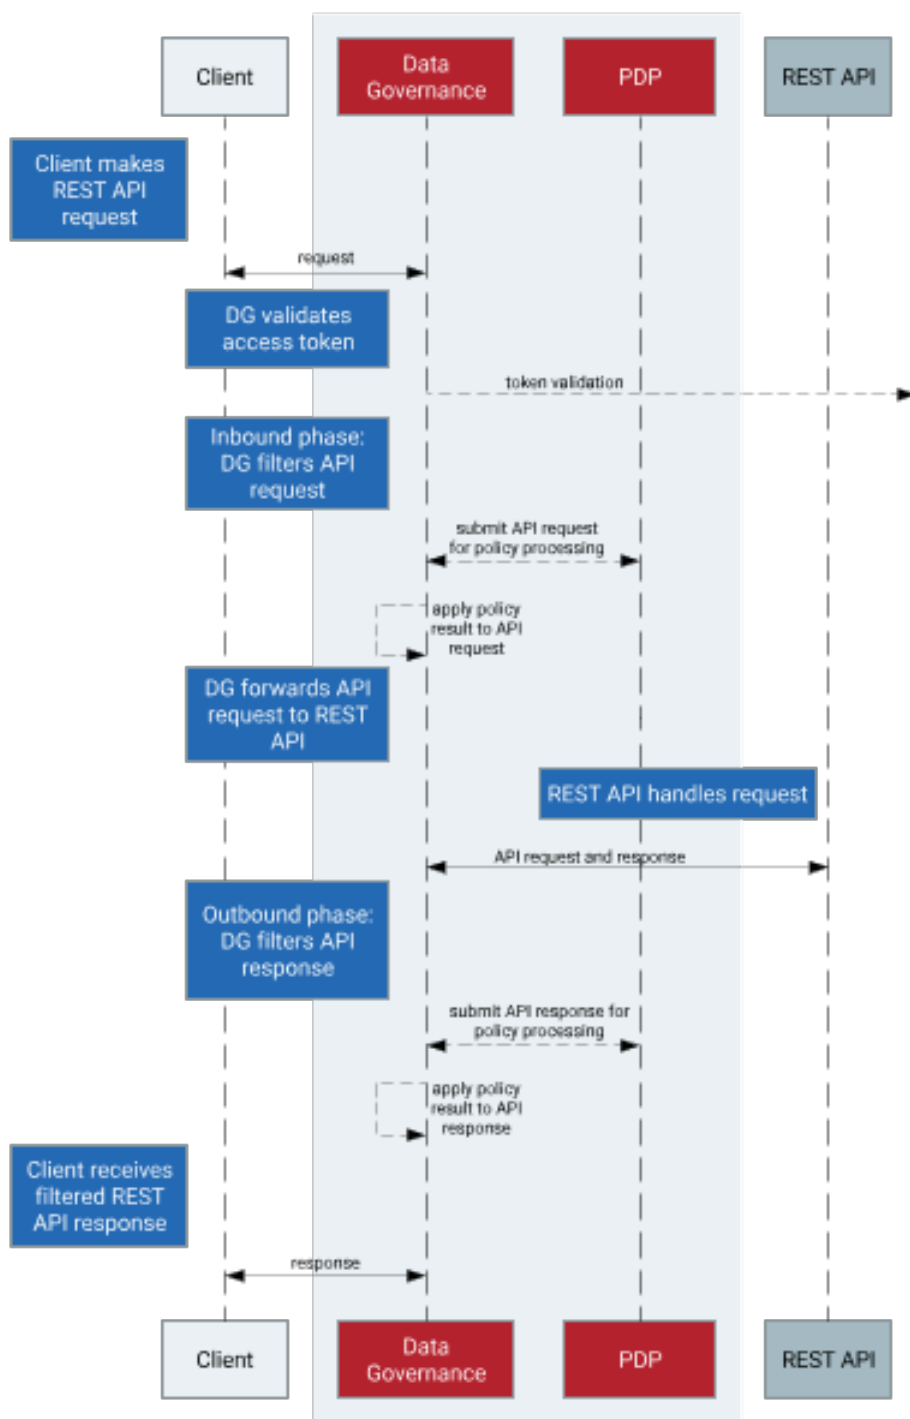 Client
Data
Governance
PDP
REST API
Client makes
REST API
request
request
DG validates
access token
token validation
Inbound phase:
DG filters API
request
submit API request
for policy processing
apply policy
result to API
request
DG forwards API
request to REST
API
REST API handles request
API request and response
Outbound phase:
DG filters API
response
submit API response for
policy processing
apply policy
result to API
response
Client receives
filtered REST
API response
response
Client
Data
Governance
PDP
REST API